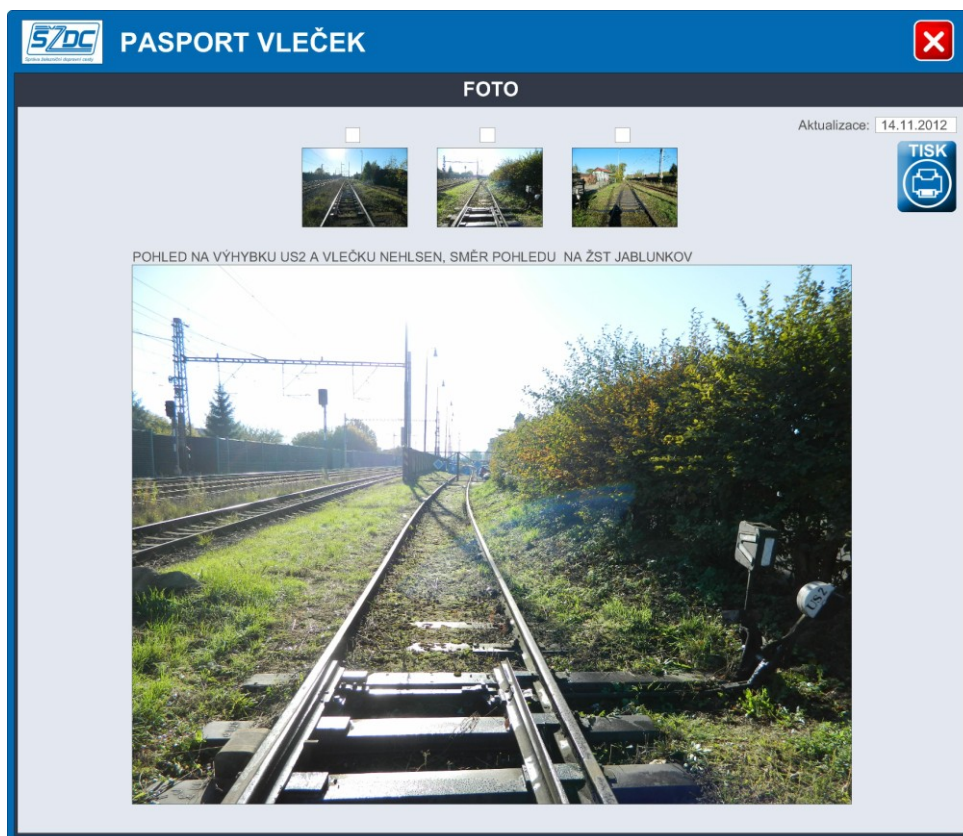 SŽDC
PASPORT VLEČEK
FOTO
Aktualizace: 14.11.2012
TISK
POHLED NA VÝHYBKU US2 A VLEČKU NEHLSEN, SMĚR POHLEDU NA ŽST JABLUNKOV
US2